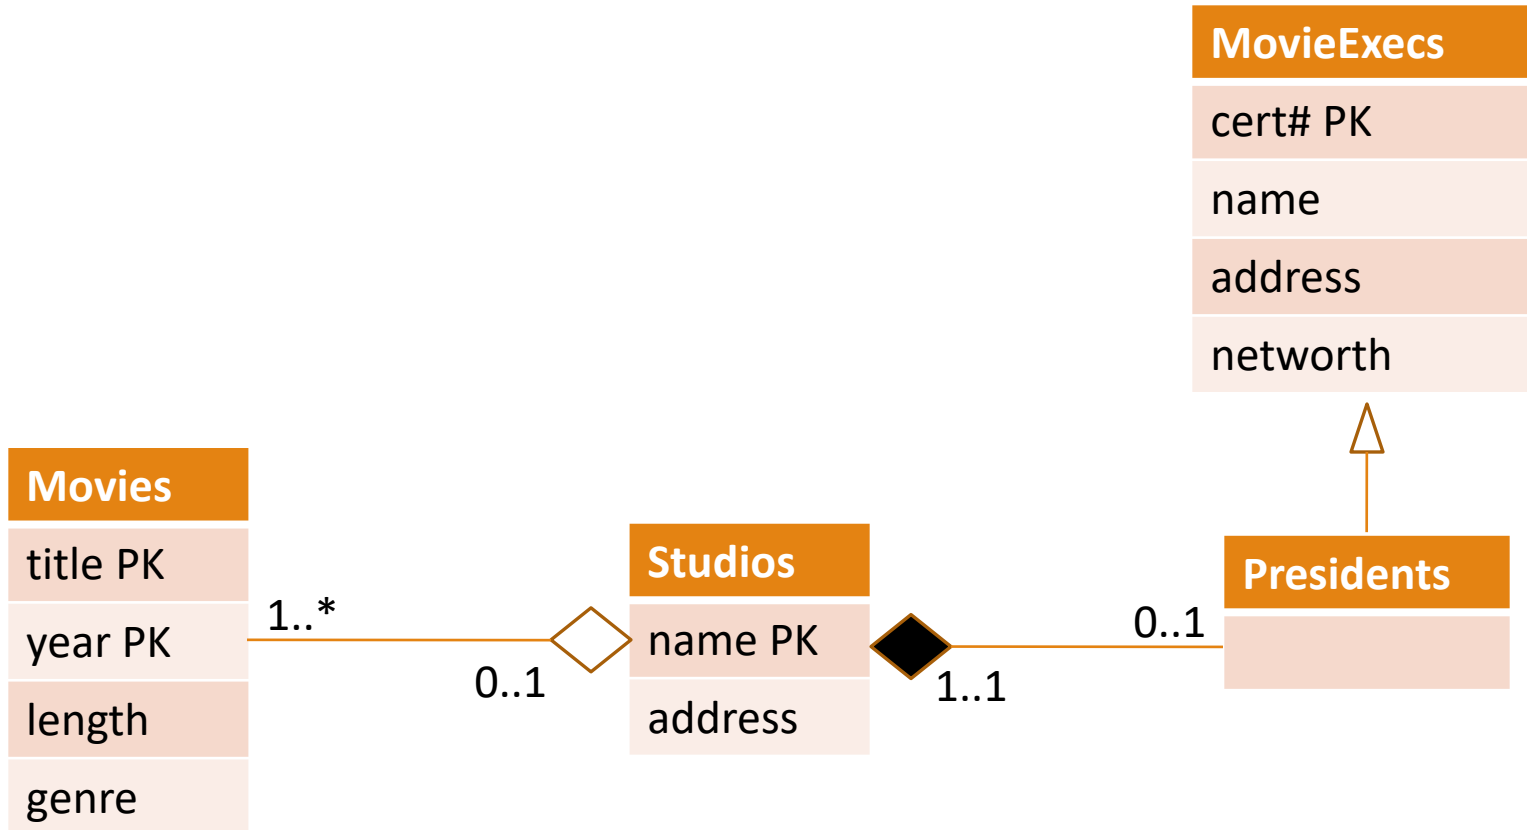 MovieExecs
cert# PK
name
address
networth
Movies
title PK
year PK
length
genre
1..*
0..1
Studios
name PK
address
1..1
0..1
Presidents